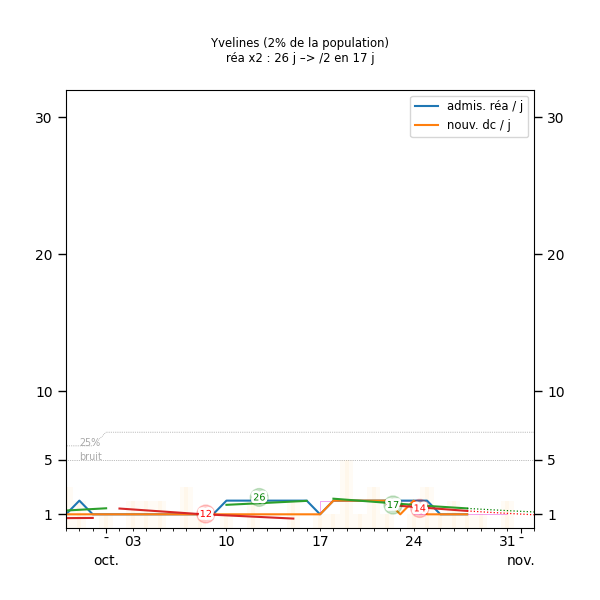 Yvelines (2% de la population)
réa x2 : 26 j –> /2 en 17 j
admis. réa / j
nouv. dc / j
30 30
20 20
10 10
25%
bruit
5 5
26
17
12 14
1 1
- 03 10 17 24 31 -
oct. nov.